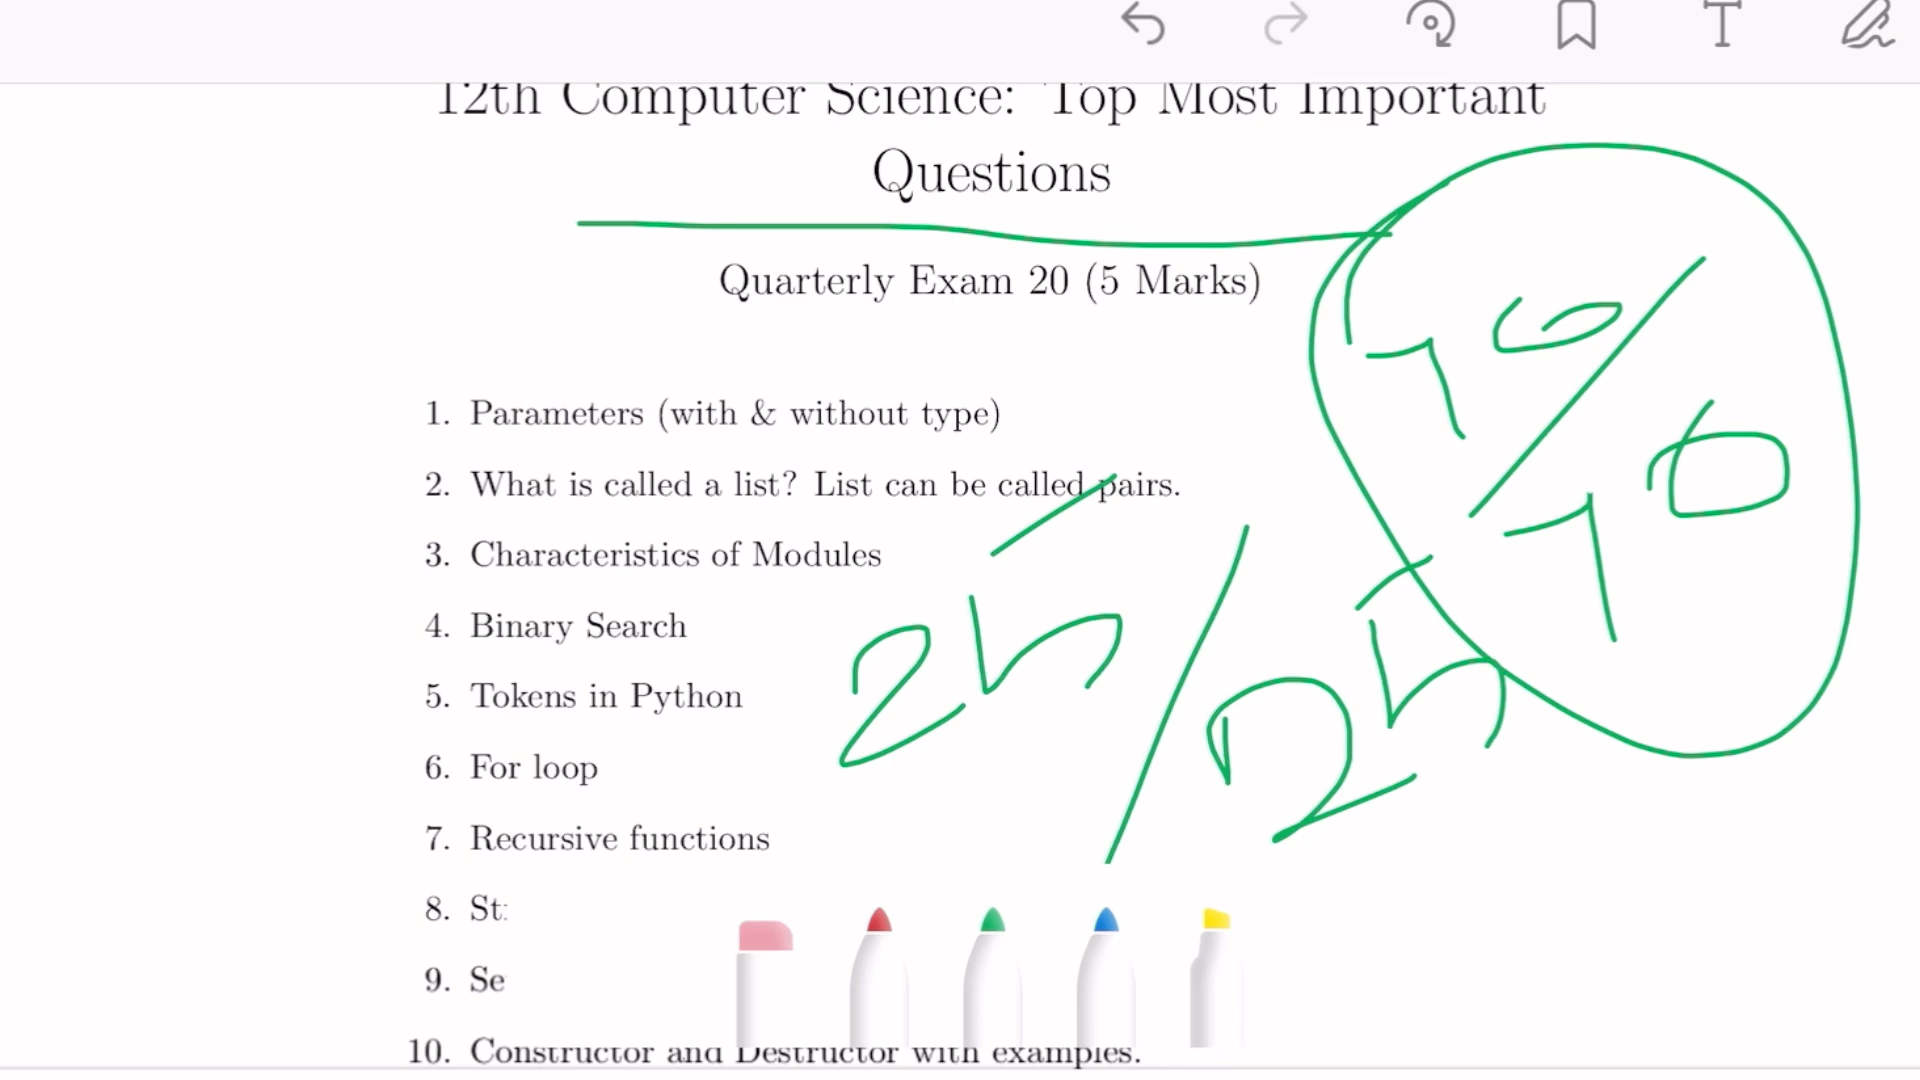 12th Computer Science: Top Most Important
Questions
Quarterly Exam 20 (5 Marks)
70/70
1. Parameters (with & without type)
2. What is called a list? List can be called pairs.
3. Characteristics of Modules
4. Binary Search
25/25
5. Tokens in Python
6. For loop
7. Recursive functions
8. St
9. Se
10. Constructor and Destructor with examples.